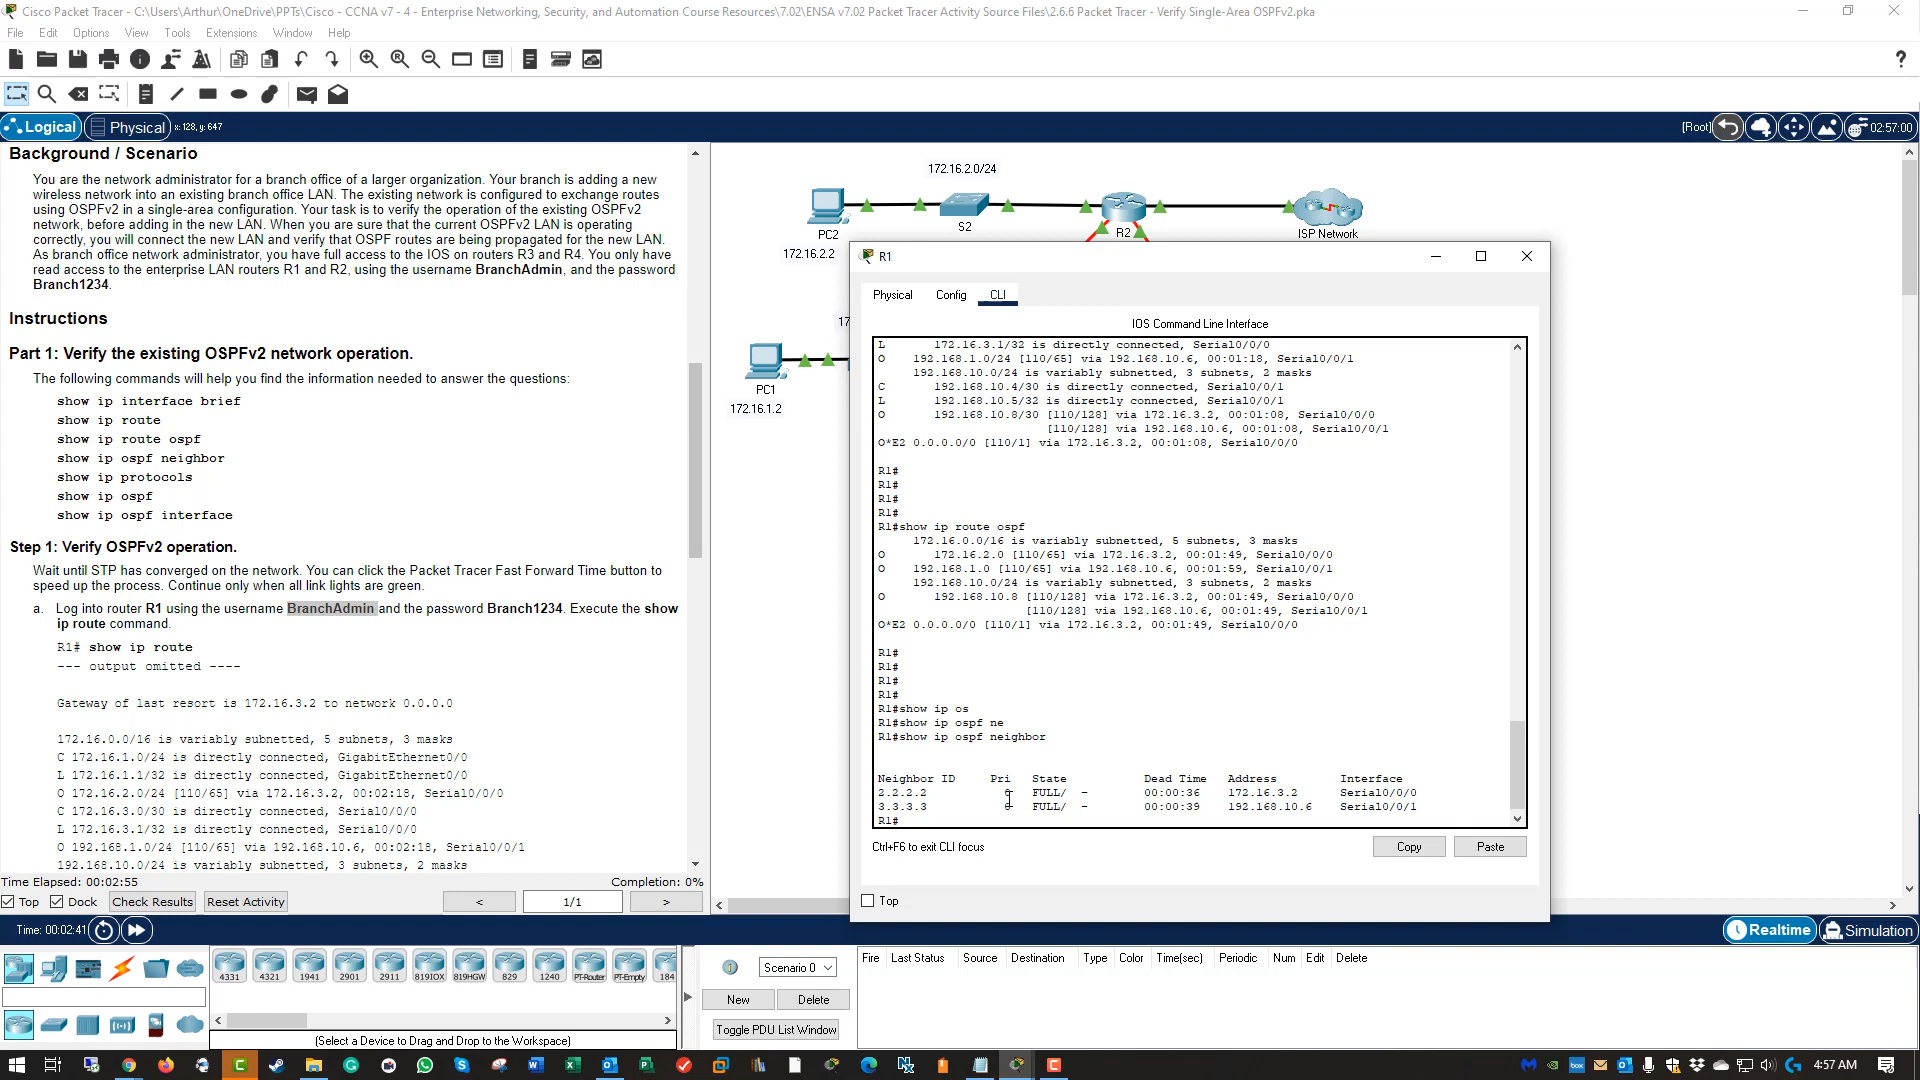 Cisco Packet Tracer - C:\Users\Arthur\OneDrive\PPTs\Cisco - CCNA v7 - 4 - Enterprise Networking, Security, and Automation Course Resources\7.02\ENSA v7.02 Packet Tracer Activity Source Files\2.6.6 Packet Tracer - Verify Single-Area OSPFv2.pka
File Edit Options View Tools Extensions Window Help
Logical Physical x: 128, y: 647 [Root] 02:57:00
Background / Scenario
You are the network administrator for a branch office of a larger organization. Your branch is adding a new
wireless network into an existing branch office LAN. The existing network is configured to exchange routes
using OSPFv2 in a single-area configuration. Your task is to verify the operation of the existing OSPFv2
network, before adding in the new LAN. When you are sure that the current OSPFv2 LAN is operating
correctly, you will connect the new LAN and verify that OSPF routes are being propagated for the new LAN.
As branch office network administrator, you have full access to the IOS on routers R3 and R4. You only have
read access to the enterprise LAN routers R1 and R2, using the username BranchAdmin, and the password
Branch1234.
Instructions
Part 1: Verify the existing OSPFv2 network operation.
The following commands will help you find the information needed to answer the questions:
show ip interface brief
show ip route
show ip route ospf
show ip ospf neighbor
show ip protocols
show ip ospf
show ip ospf interface
Step 1: Verify OSPFv2 operation.
Wait until STP has converged on the network. You can click the Packet Tracer Fast Forward Time button to
speed up the process. Continue only when all link lights are green.
a. Log into router R1 using the username BranchAdmin and the password Branch1234. Execute the show
ip route command.
R1# show ip route
--- output omitted ----
Gateway of last resort is 172.16.3.2 to network 0.0.0.0
172.16.0.0/16 is variably subnetted, 5 subnets, 3 masks
C 172.16.1.0/24 is directly connected, GigabitEthernet0/0
L 172.16.1.1/32 is directly connected, GigabitEthernet0/0
O 172.16.2.0/24 [110/65] via 172.16.3.2, 00:02:18, Serial0/0/0
C 172.16.3.0/30 is directly connected, Serial0/0/0
L 172.16.3.1/32 is directly connected, Serial0/0/0
O 192.168.1.0/24 [110/65] via 192.168.10.6, 00:02:18, Serial0/0/1
192.168.10.0/24 is variably subnetted, 3 subnets, 2 masks
Time Elapsed: 00:02:55 Completion: 0%
Top Dock Check Results Reset Activity < 1/1 >
172.16.2.0/24
PC2
172.16.2.2
S2
R2
ISP Network
17
PC1
172.16.1.2
R1
Physical Config CLI
IOS Command Line Interface
L 172.16.3.1/32 is directly connected, Serial0/0/0
O 192.168.1.0/24 [110/65] via 192.168.10.6, 00:01:18, Serial0/0/1
192.168.10.0/24 is variably subnetted, 3 subnets, 2 masks
C 192.168.10.4/30 is directly connected, Serial0/0/1
L 192.168.10.5/32 is directly connected, Serial0/0/1
O 192.168.10.8/30 [110/128] via 172.16.3.2, 00:01:08, Serial0/0/0
[110/128] via 192.168.10.6, 00:01:08, Serial0/0/1
O*E2 0.0.0.0/0 [110/1] via 172.16.3.2, 00:01:08, Serial0/0/0
R1#
R1#
R1#
R1#
R1#show ip route ospf
172.16.0.0/16 is variably subnetted, 5 subnets, 3 masks
O 172.16.2.0 [110/65] via 172.16.3.2, 00:01:49, Serial0/0/0
O 192.168.1.0 [110/65] via 192.168.10.6, 00:01:59, Serial0/0/1
192.168.10.0/24 is variably subnetted, 3 subnets, 2 masks
O 192.168.10.8 [110/128] via 172.16.3.2, 00:01:49, Serial0/0/0
[110/128] via 192.168.10.6, 00:01:49, Serial0/0/1
O*E2 0.0.0.0/0 [110/1] via 172.16.3.2, 00:01:49, Serial0/0/0
R1#
R1#
R1#
R1#
R1#show ip os
R1#show ip ospf ne
R1#show ip ospf neighbor
Neighbor ID Pri State Dead Time Address Interface
2.2.2.2 0 FULL/ - 00:00:36 172.16.3.2 Serial0/0/0
3.3.3.3 0 FULL/ - 00:00:39 192.168.10.6 Serial0/0/1
R1#
Ctrl+F6 to exit CLI focus Copy Paste
Top
Time: 00:02:41 Realtime Simulation
4331 4321 1941 2901 2911 819IOX 819HGW 829 1240 PT-Router PT-Empty 184
(Select a Device to Drag and Drop to the Workspace)
Scenario 0
New Delete
Toggle PDU List Window
Fire Last Status Source Destination Type Color Time(sec) Periodic Num Edit Delete
4:57 AM